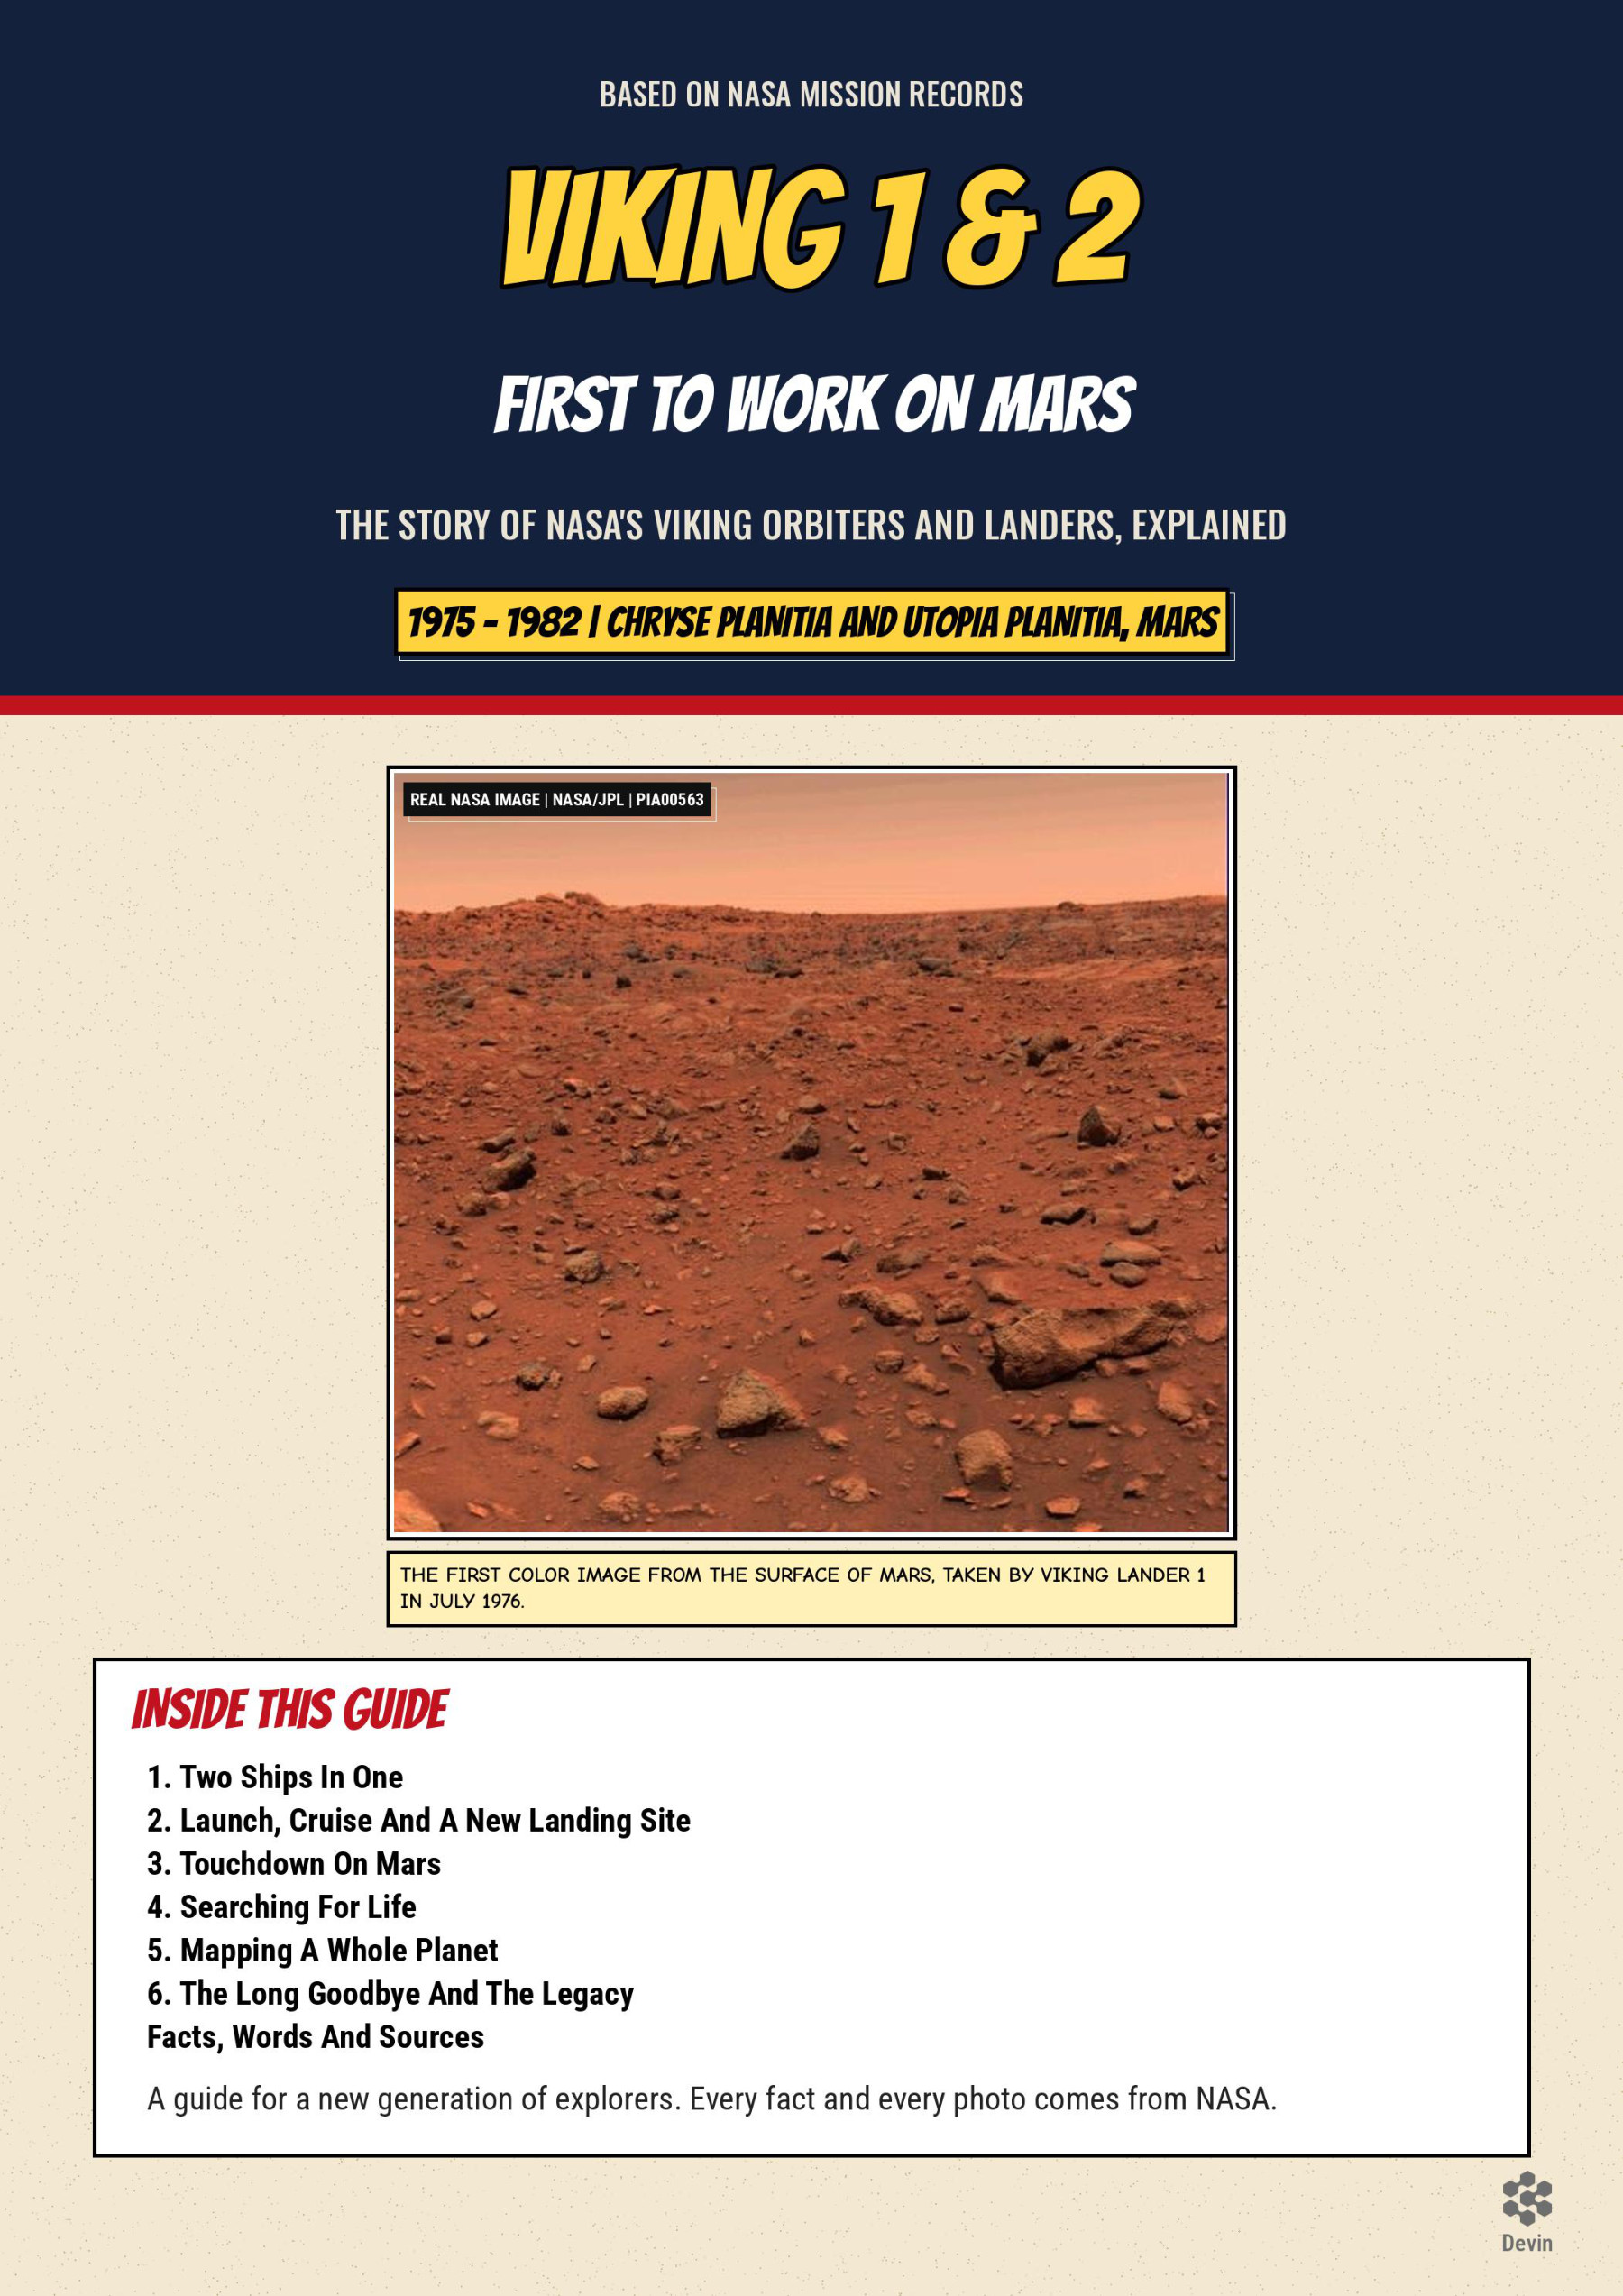 BASED ON NASA MISSION RECORDS
VIKING 1 & 2
FIRST TO WORK ON MARS
THE STORY OF NASA'S VIKING ORBITERS AND LANDERS, EXPLAINED
1975 - 1982 | CHRYSE PLANITIA AND UTOPIA PLANITIA, MARS
REAL NASA IMAGE | NASA/JPL | PIA00563
THE FIRST COLOR IMAGE FROM THE SURFACE OF MARS, TAKEN BY VIKING LANDER 1
IN JULY 1976.
INSIDE THIS GUIDE
1. Two Ships In One
2. Launch, Cruise And A New Landing Site
3. Touchdown On Mars
4. Searching For Life
5. Mapping A Whole Planet
6. The Long Goodbye And The Legacy
Facts, Words And Sources
A guide for a new generation of explorers. Every fact and every photo comes from NASA.
Devin